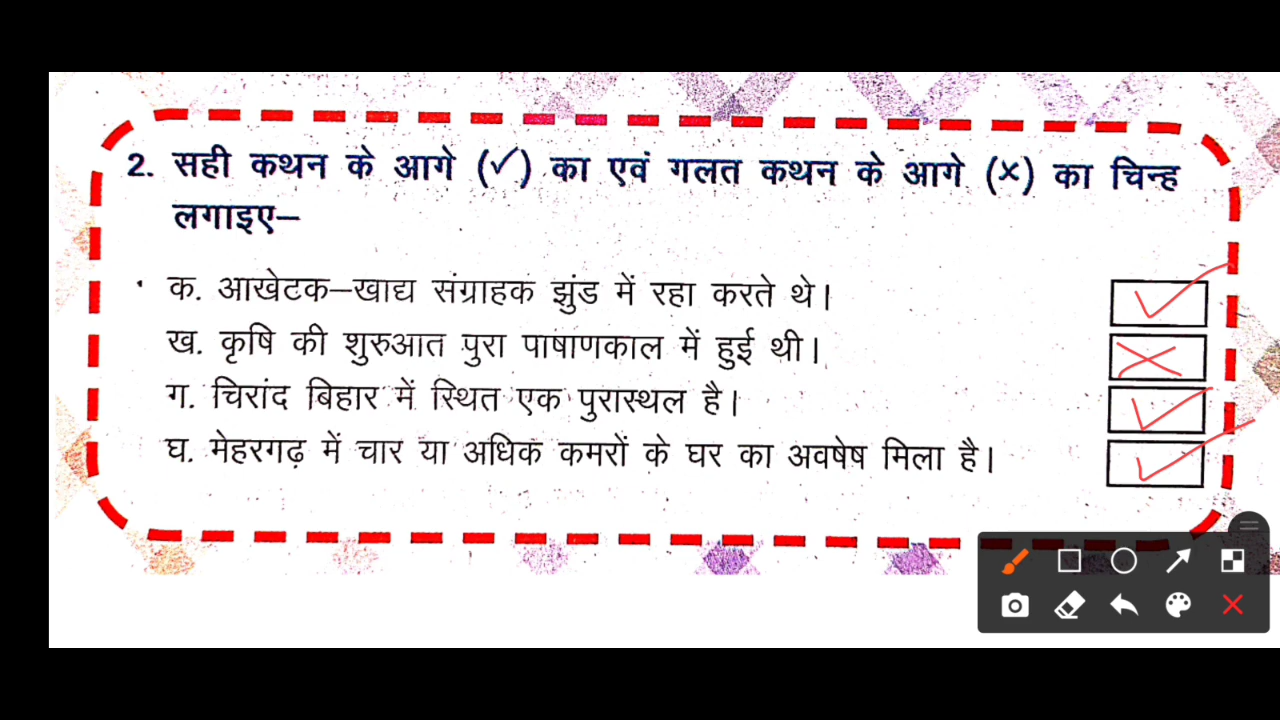 2. सही कथन के आगे (✓) का एवं गलत कथन के आगे (×) का चिन्ह
लगाइए–
क. आखेटक–खाद्य संग्राहक झुंड में रहा करते थे। ✓
ख. कृषि की शुरुआत पुरा पाषाणकाल में हुई थी। ×
ग. चिरांद बिहार में स्थित एक पुरास्थल है। ✓
घ. मेहरगढ़ में चार या अधिक कमरों के घर का अवषेष मिला है। ✓